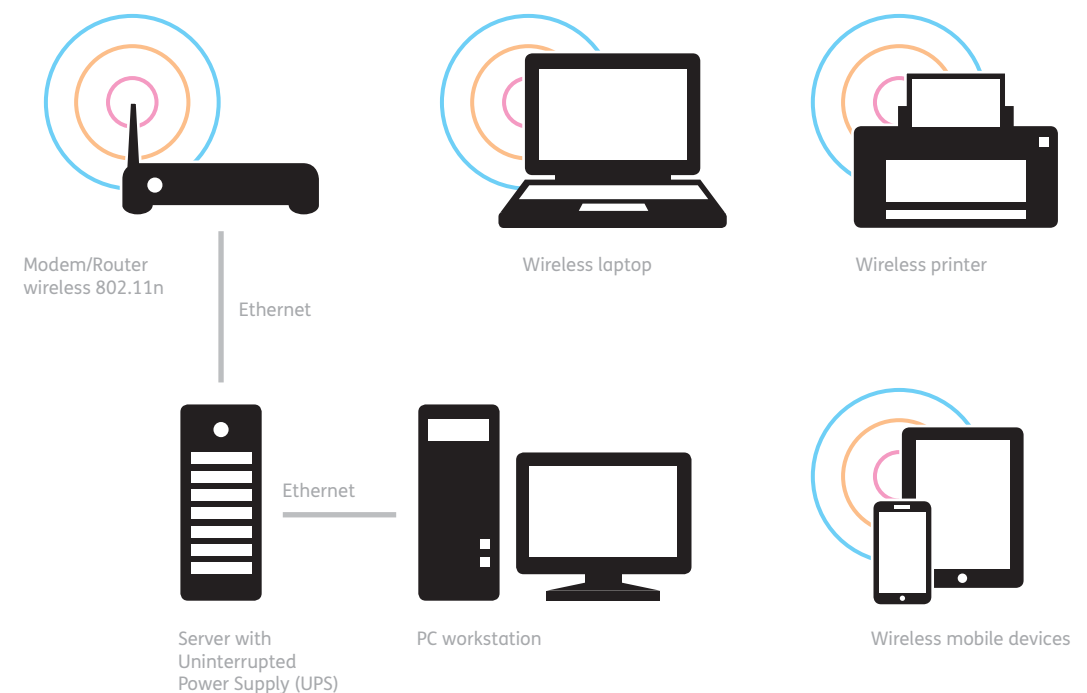 Modem/Router
wireless 802.11n
Wireless laptop
Wireless printer
Ethernet
Ethernet
Server with
Uninterrupted
Power Supply (UPS)
PC workstation
Wireless mobile devices